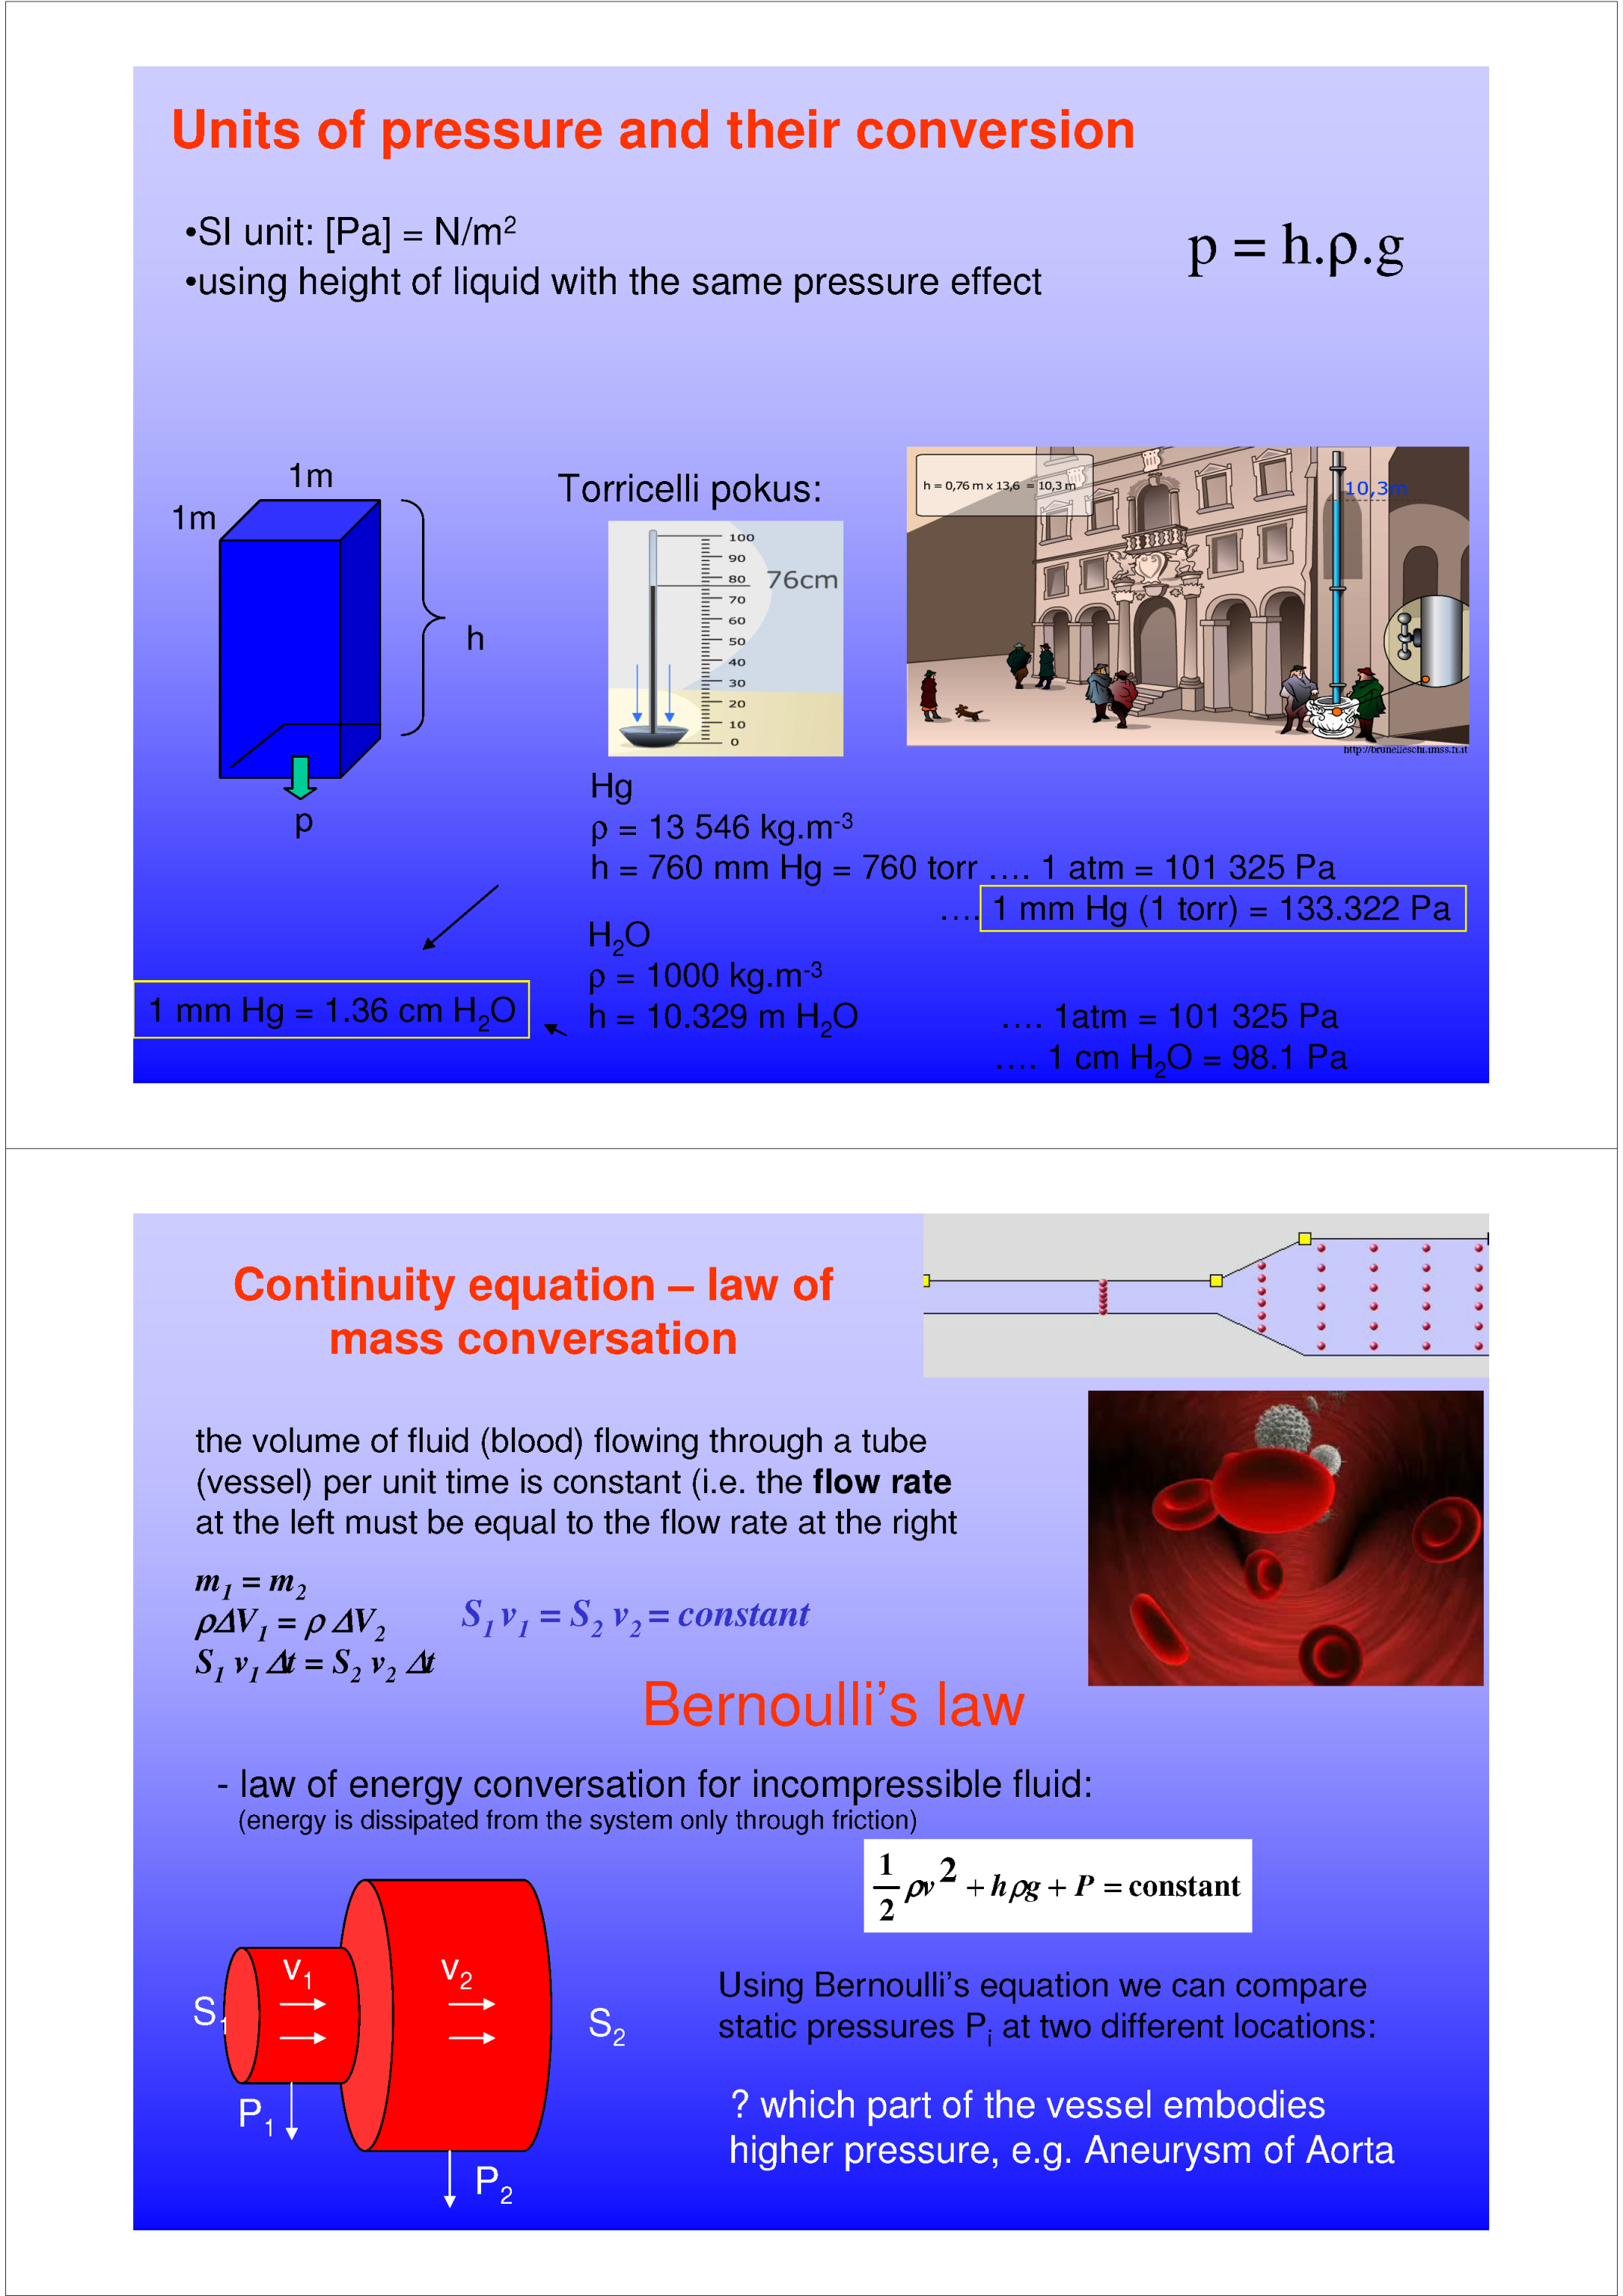 Units of pressure and their conversion
•SI unit: [Pa] = N/m²
•using height of liquid with the same pressure effect
p = h.ρ.g
1m
1m
h
p
Torricelli pokus:
100
90
80
70
60
50
40
30
20
10
0
76cm
h = 0,76 m x 13,6 = 10,3 m
10,3m
http://brunelleschi.imss.fi.it
Hg
ρ = 13 546 kg.m⁻³
h = 760 mm Hg = 760 torr .... 1 atm = 101 325 Pa
.... 1 mm Hg (1 torr) = 133.322 Pa
H₂O
ρ = 1000 kg.m⁻³
h = 10.329 m H₂O .... 1atm = 101 325 Pa
.... 1 cm H₂O = 98.1 Pa
1 mm Hg = 1.36 cm H₂O
Continuity equation – law of
mass conversation
the volume of fluid (blood) flowing through a tube
(vessel) per unit time is constant (i.e. the flow rate
at the left must be equal to the flow rate at the right
m₁ = m₂
ρΔV₁ = ρ ΔV₂
S₁ v₁ Δt = S₂ v₂ Δt
S₁ v₁ = S₂ v₂ = constant
Bernoulli's law
- law of energy conversation for incompressible fluid:
(energy is dissipated from the system only through friction)
1/2 ρv² + hρg + P = constant
S₁
v₁
v₂
S₂
P₁
P₂
Using Bernoulli's equation we can compare
static pressures Pᵢ at two different locations:
? which part of the vessel embodies
higher pressure, e.g. Aneurysm of Aorta